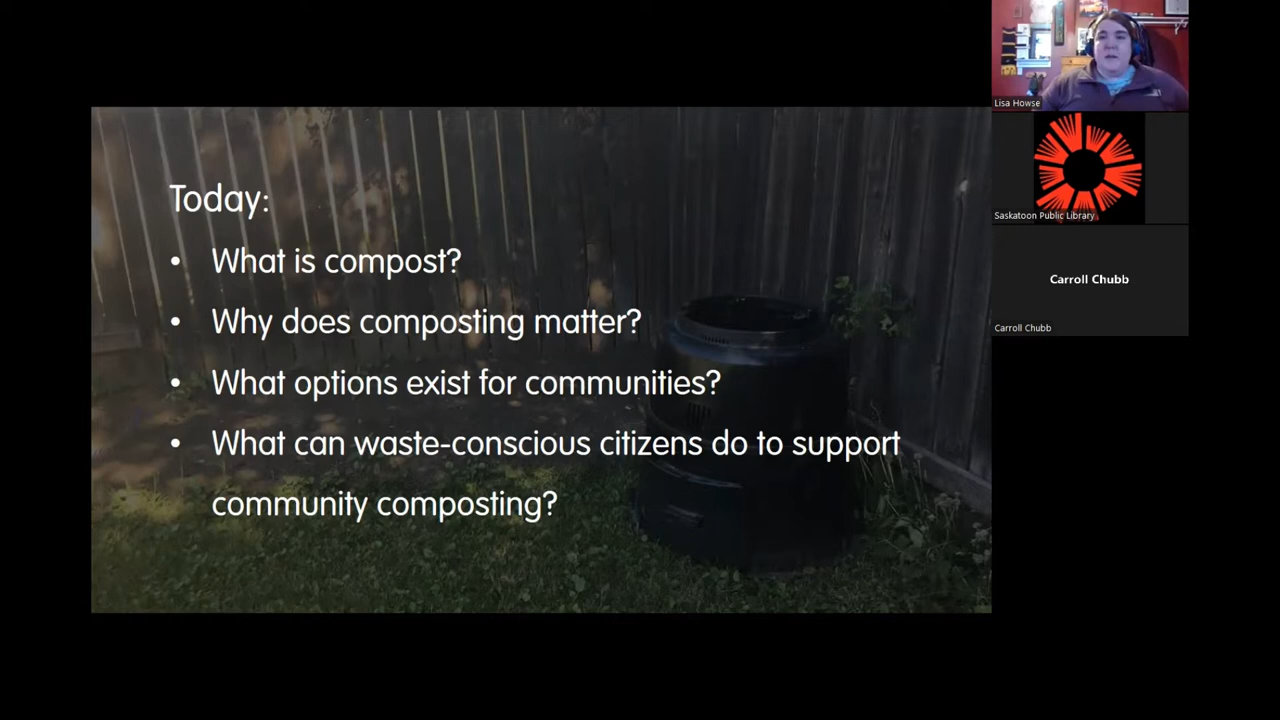 Today:
• What is compost?
• Why does composting matter?
• What options exist for communities?
• What can waste-conscious citizens do to support
community composting?
Lisa Howse
Saskatoon Public Library
Carroll Chubb
Carroll Chubb